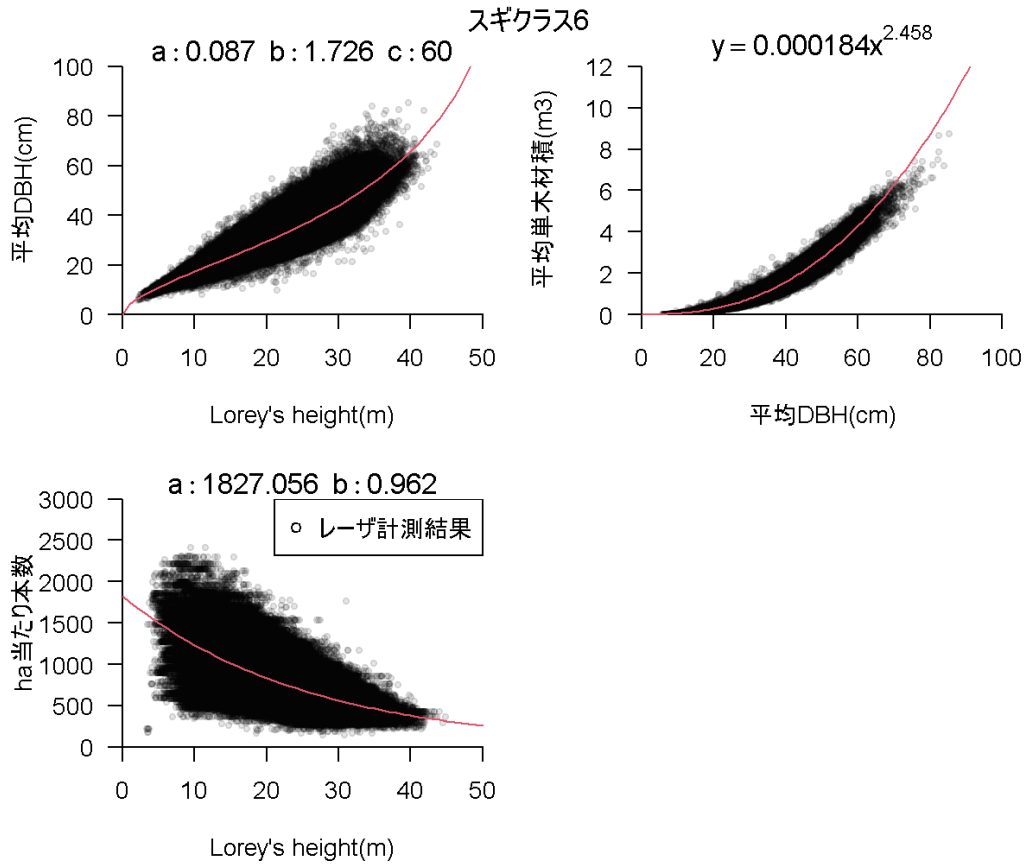 スギクラス6
a : 0.087 b : 1.726 c : 60
平均DBH(cm)
100
80
60
40
20
0
0 10 20 30 40 50
Lorey's height(m)
y = 0.000184x^2.458
平均単木材積(m3)
12
10
8
6
4
2
0
0 20 40 60 80 100
平均DBH(cm)
a : 1827.056 b : 0.962
ha当たり本数
3000
2500
2000
1500
1000
500
0
レーザ計測結果
0 10 20 30 40 50
Lorey's height(m)